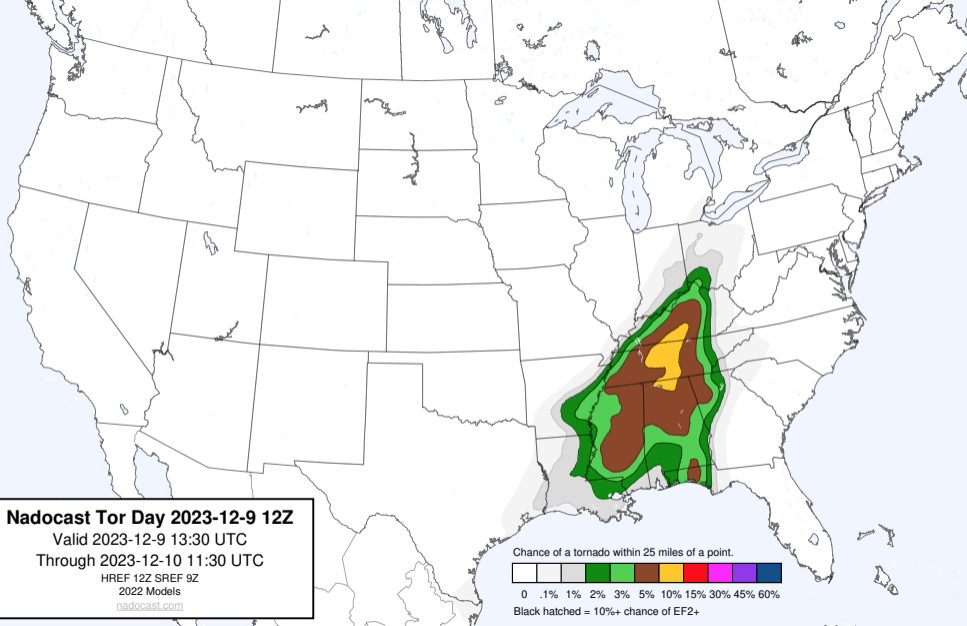 Nadocast Tor Day 2023-12-9 12Z
Valid 2023-12-9 13:30 UTC
Through 2023-12-10 11:30 UTC
HREF 12Z SREF 9Z
2022 Models
nadocast.com
Chance of a tornado within 25 miles of a point.
0 .1% 1% 2% 3% 5% 10% 15% 30% 45% 60%
Black hatched = 10%+ chance of EF2+